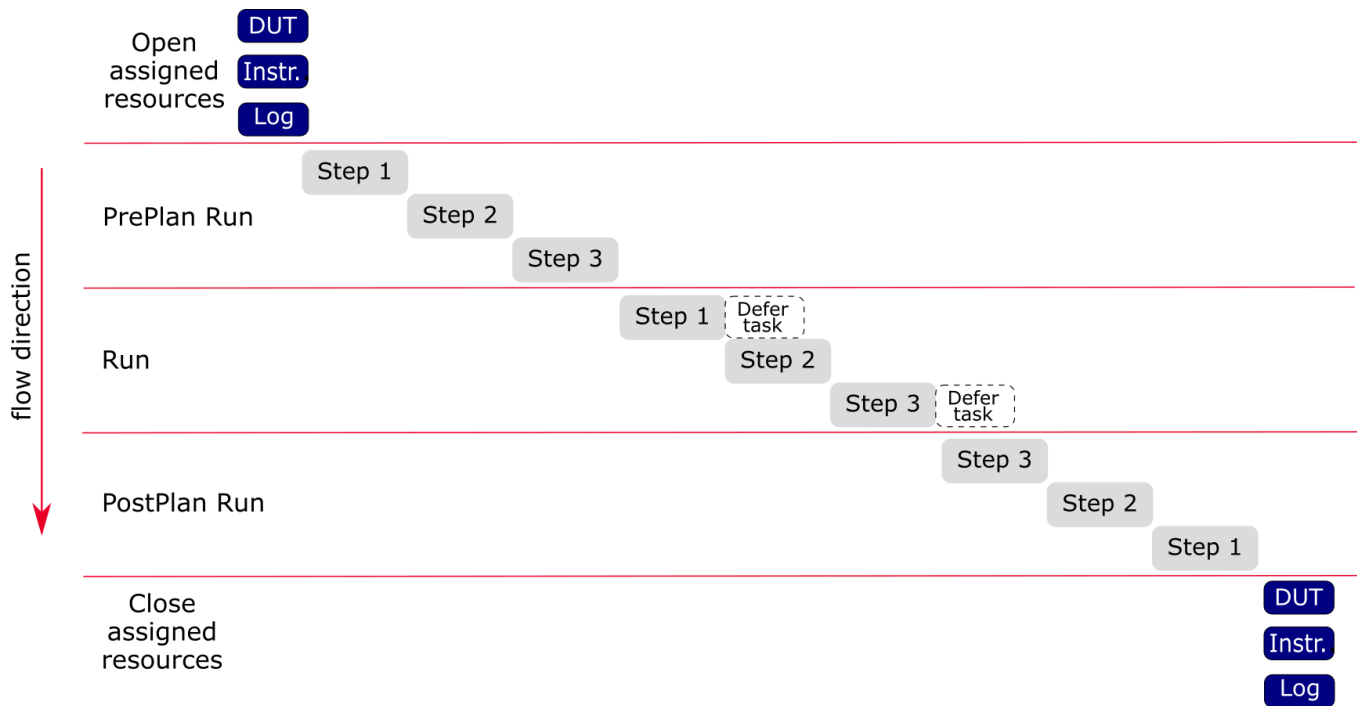 Open
assigned
resources
DUT
Instr.
Log
flow direction
PrePlan Run
Step 1
Step 2
Step 3
Run
Step 1
Defer
task
Step 2
Step 3
Defer
task
PostPlan Run
Step 3
Step 2
Step 1
Close
assigned
resources
DUT
Instr.
Log